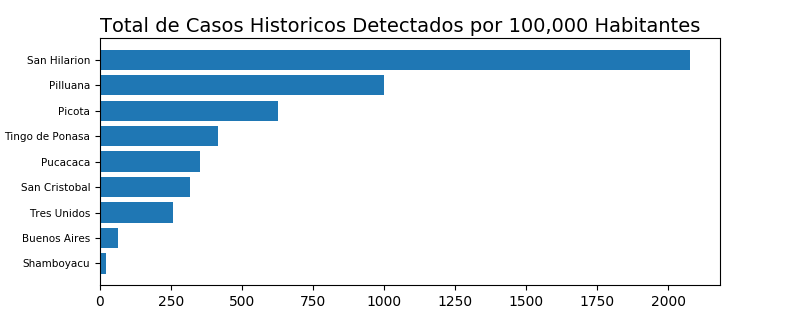 Total de Casos Historicos Detectados por 100,000 Habitantes
San Hilarion
Pilluana
Picota
Tingo de Ponasa
Pucacaca
San Cristobal
Tres Unidos
Buenos Aires
Shamboyacu
0 250 500 750 1000 1250 1500 1750 2000